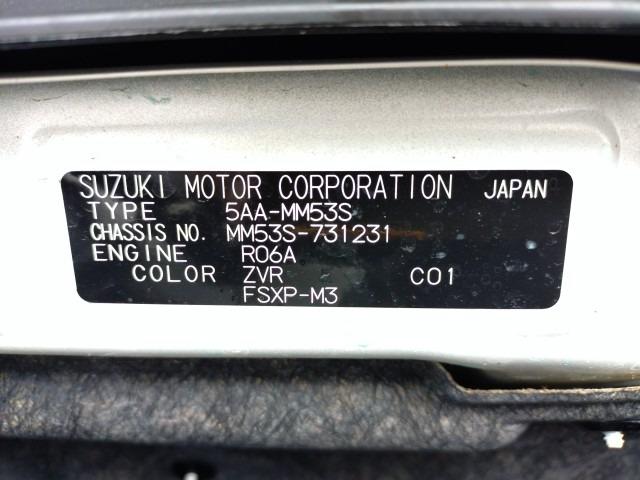 SUZUKI MOTOR CORPORATION JAPAN
TYPE 5AA-MM53S
CHASSIS NO. MM53S-731231
ENGINE R06A
COLOR ZVR C01
FSXP-M3